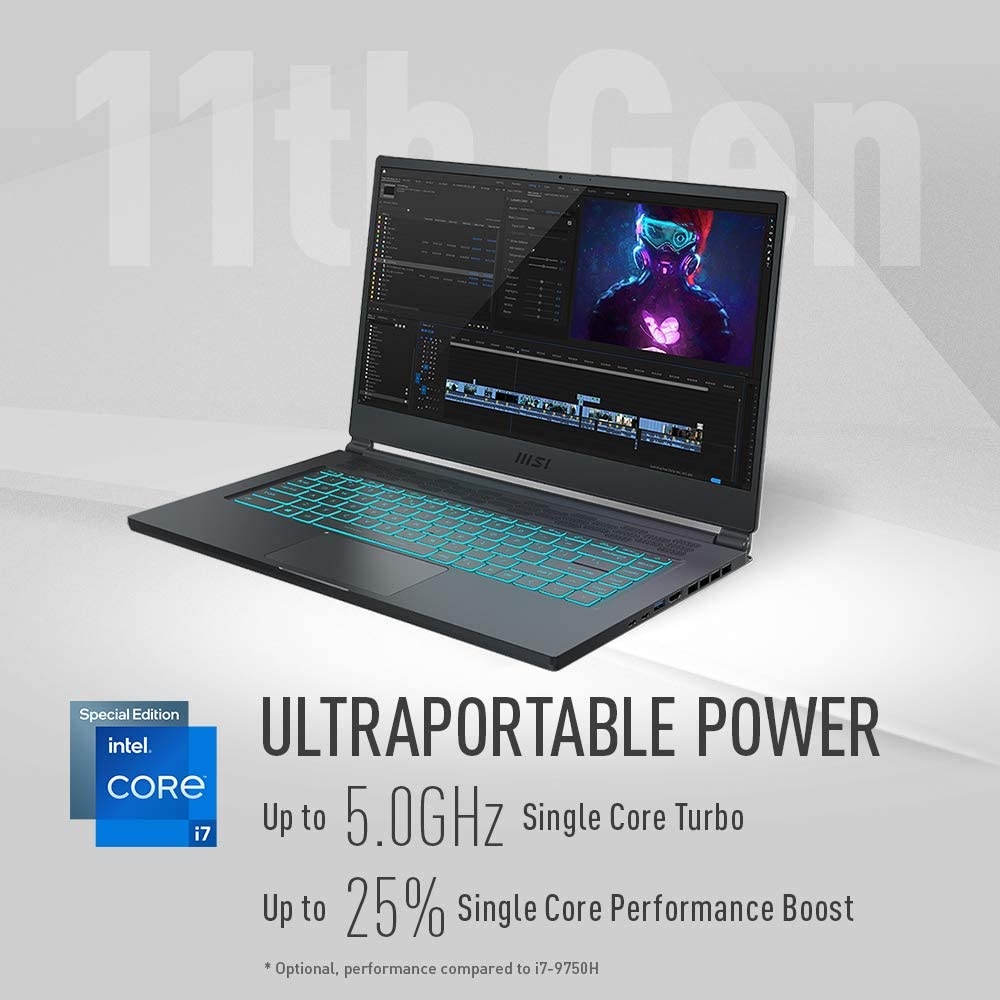 11th Gen
msi
Special Edition
intel.
CORE™
i7
ULTRAPORTABLE POWER
Up to 5.0GHz Single Core Turbo
Up to 25% Single Core Performance Boost
* Optional, performance compared to i7-9750H